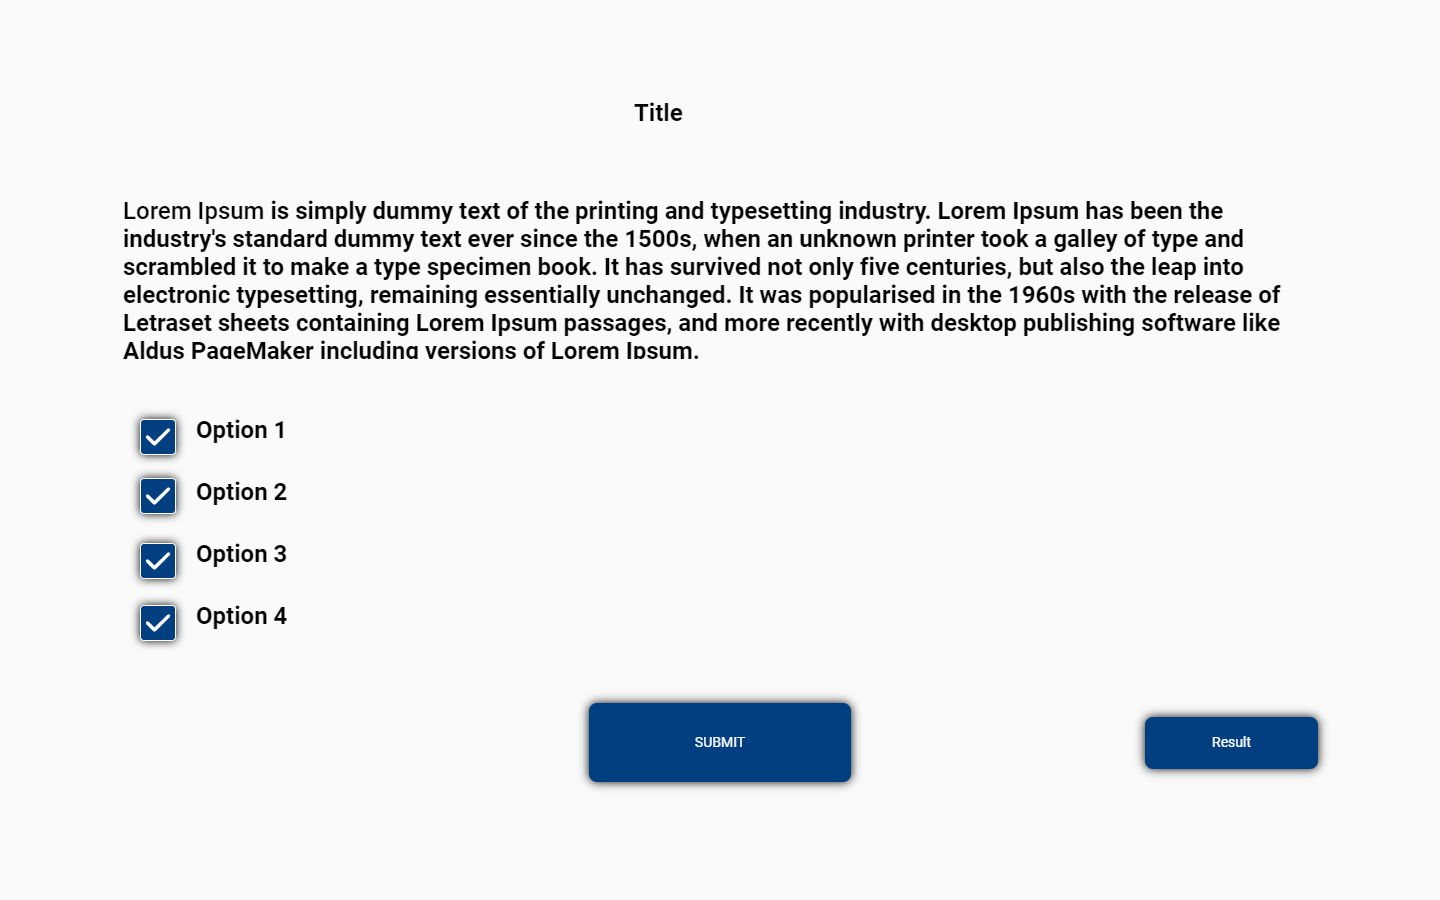 Title
Lorem Ipsum is simply dummy text of the printing and typesetting industry. Lorem Ipsum has been the
industry's standard dummy text ever since the 1500s, when an unknown printer took a galley of type and
scrambled it to make a type specimen book. It has survived not only five centuries, but also the leap into
electronic typesetting, remaining essentially unchanged. It was popularised in the 1960s with the release of
Letraset sheets containing Lorem Ipsum passages, and more recently with desktop publishing software like
Aldus PageMaker including versions of Lorem Ipsum.
Option 1
Option 2
Option 3
Option 4
SUBMIT
Result